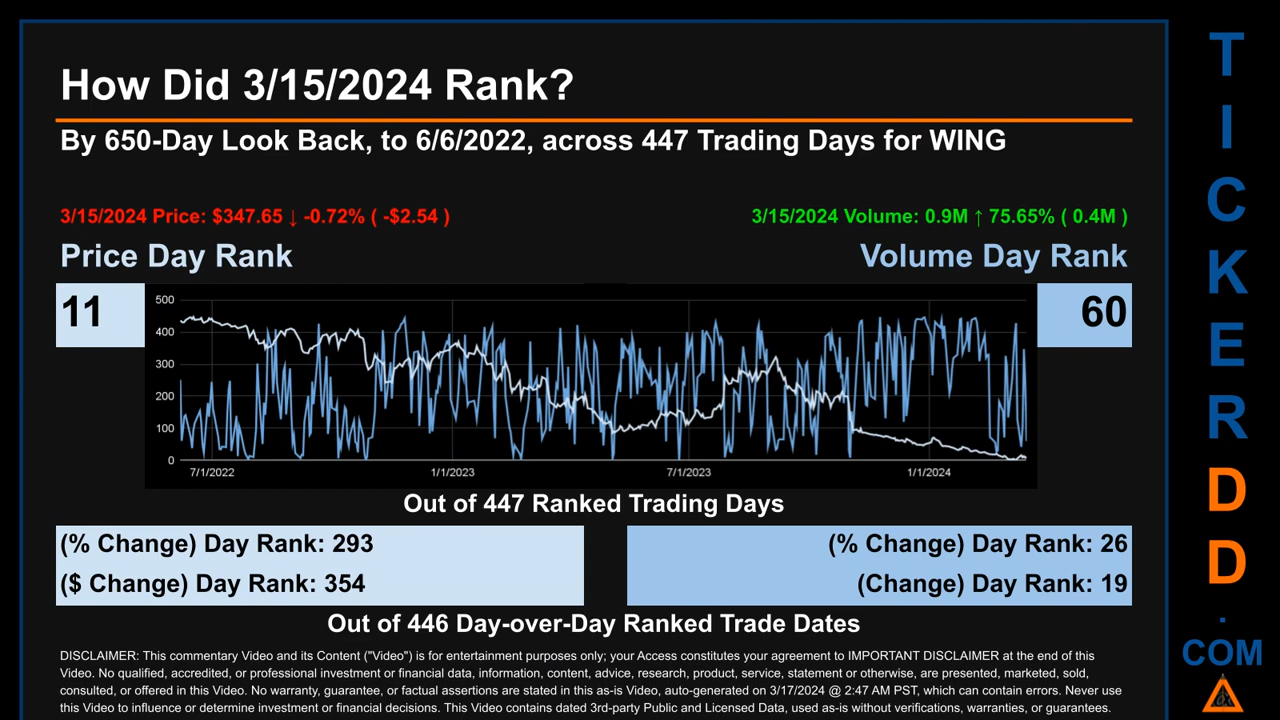 How Did 3/15/2024 Rank?
By 650-Day Look Back, to 6/6/2022, across 447 Trading Days for WING
3/15/2024 Price: $347.65 ↓ -0.72% ( -$2.54 )
3/15/2024 Volume: 0.9M ↑ 75.65% ( 0.4M )
Price Day Rank
Volume Day Rank
11
60
500
400
300
200
100
0
7/1/2022
1/1/2023
7/1/2023
1/1/2024
Out of 447 Ranked Trading Days
(% Change) Day Rank: 293
($ Change) Day Rank: 354
(% Change) Day Rank: 26
(Change) Day Rank: 19
Out of 446 Day-over-Day Ranked Trade Dates
DISCLAIMER: This commentary Video and its Content ("Video") is for entertainment purposes only; your Access constitutes your agreement to IMPORTANT DISCLAIMER at the end of this
Video. No qualified, accredited, or professional investment or financial data, information, content, advice, research, product, service, statement or otherwise, are presented, marketed, sold,
consulted, or offered in this Video. No warranty, guarantee, or factual assertions are stated in this as-is Video, auto-generated on 3/17/2024 @ 2:47 AM PST, which can contain errors. Never use
this Video to influence or determine investment or financial decisions. This Video contains dated 3rd-party Public and Licensed Data, used as-is without verifications, warranties, or guarantees.
T
I
C
K
E
R
D
D
.
COM